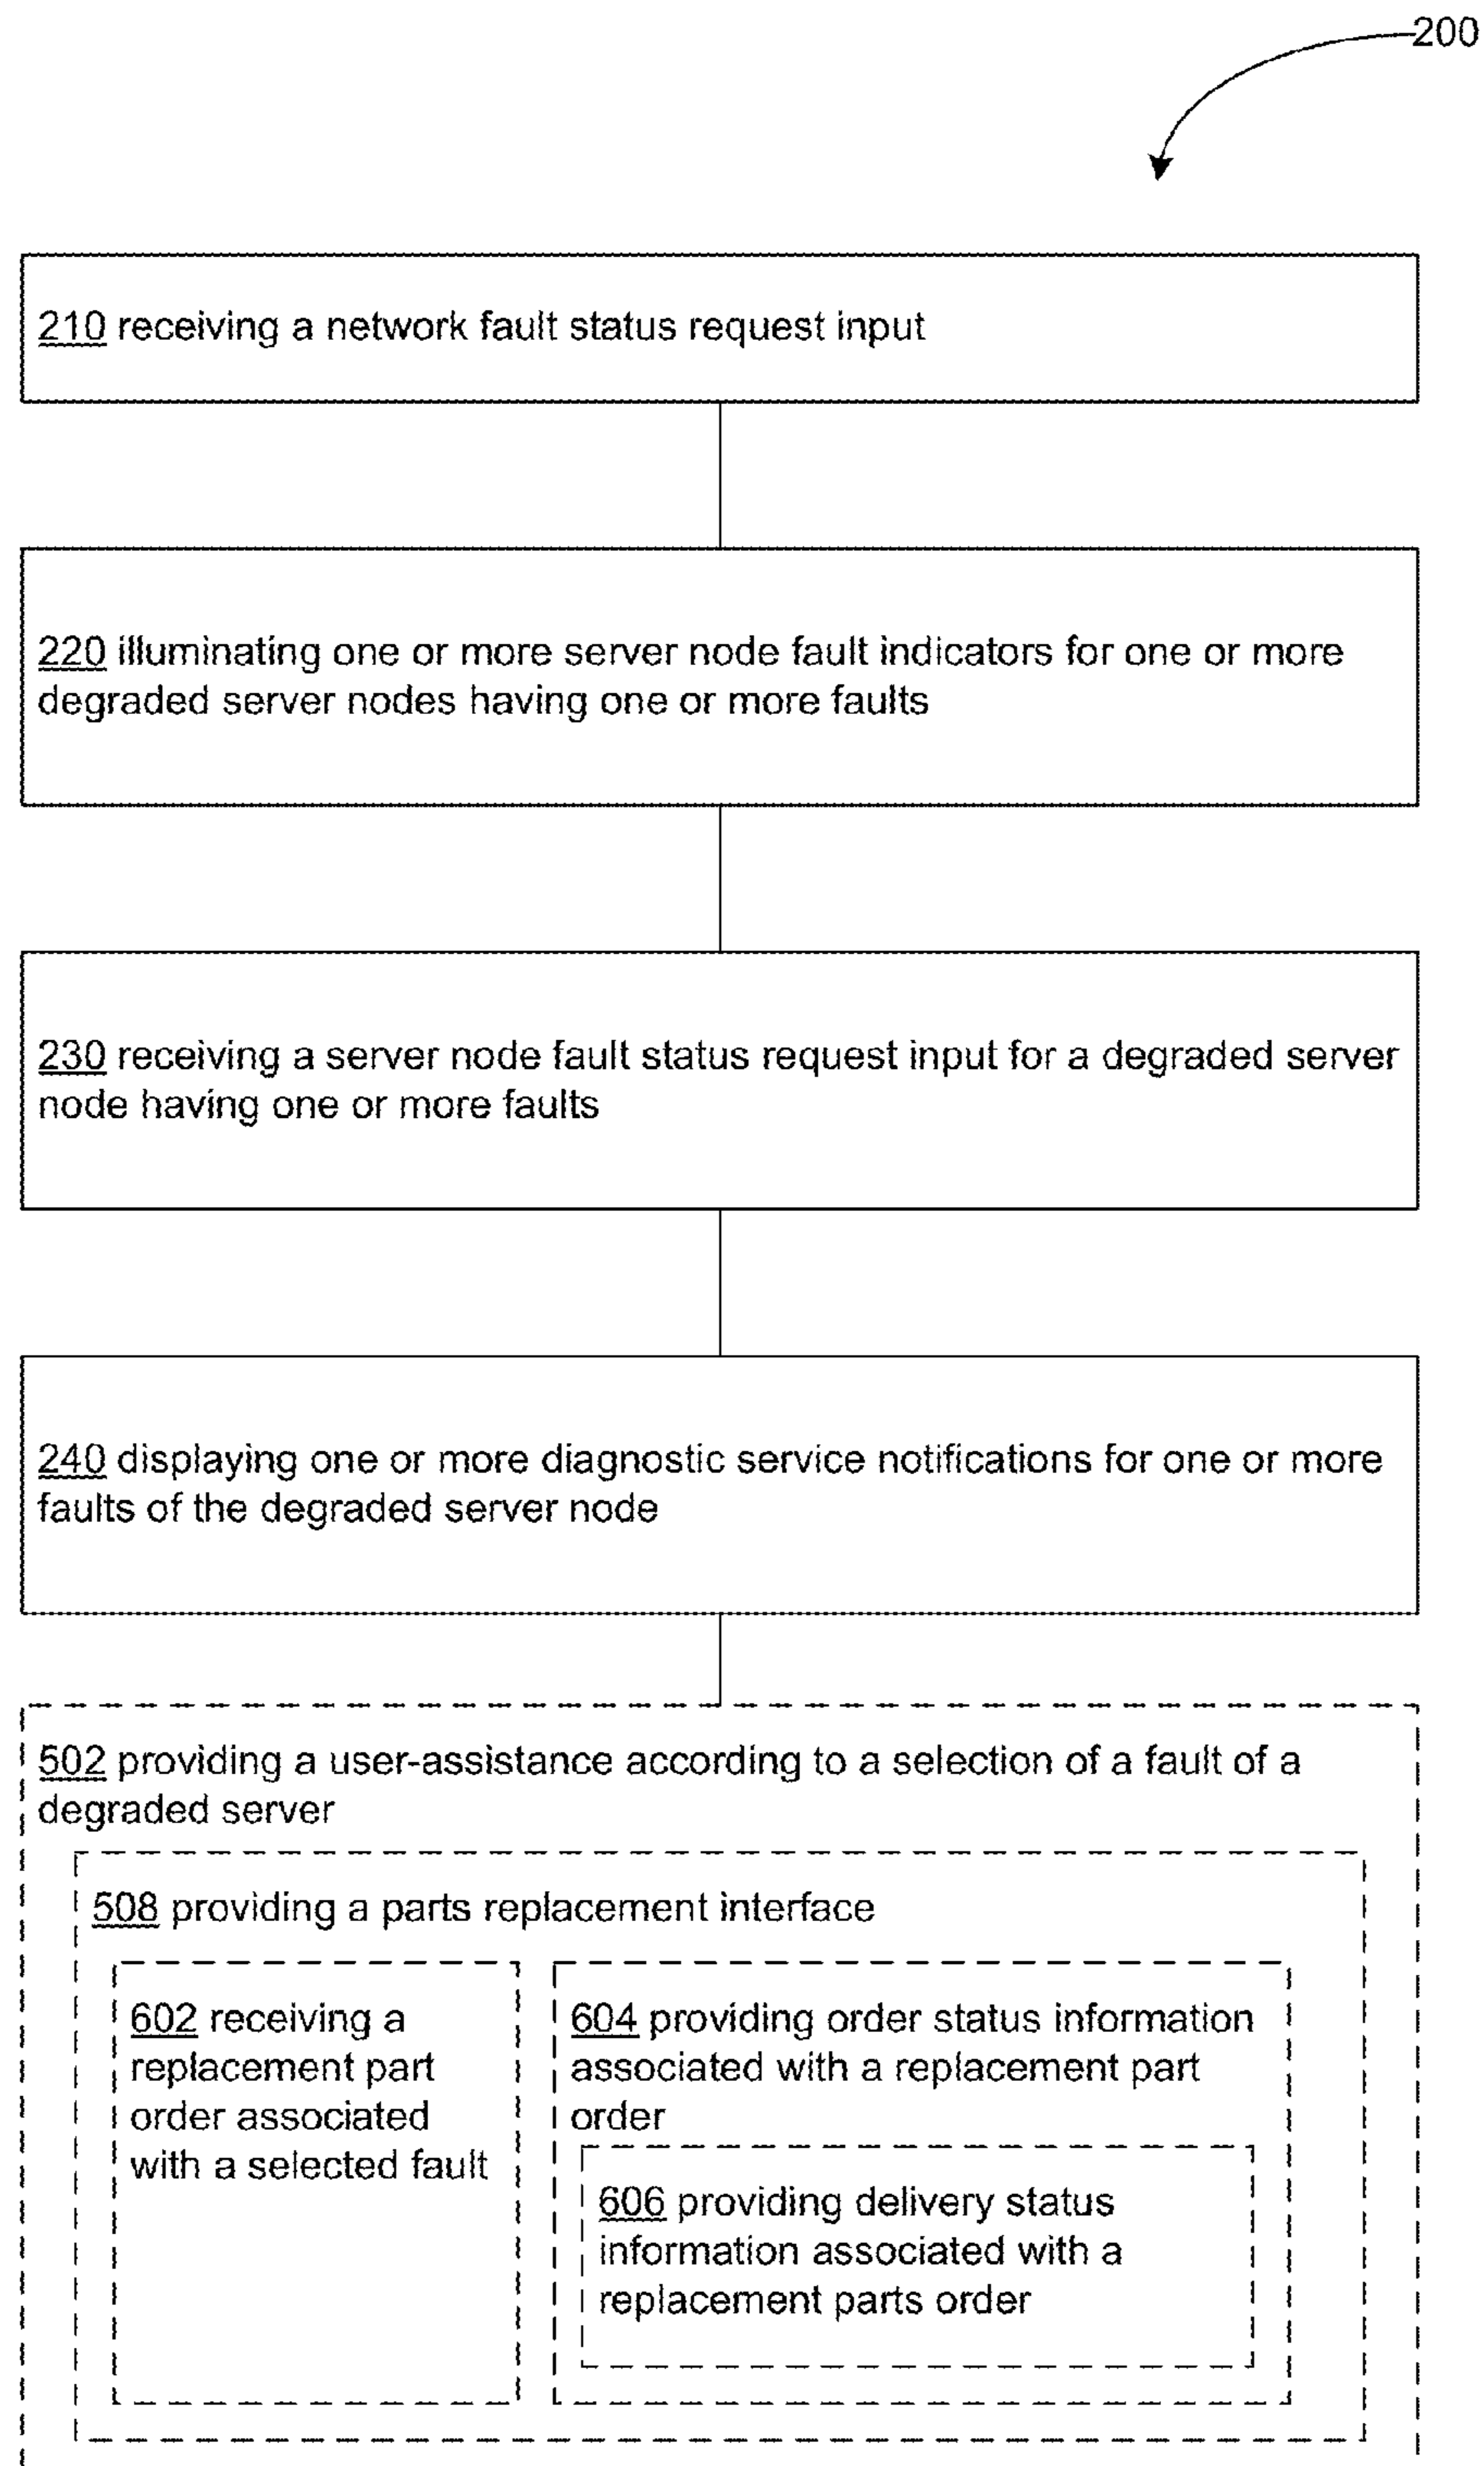 200
210 receiving a network fault status request input
220 illuminating one or more server node fault indicators for one or more
degraded server nodes having one or more faults
230 receiving a server node fault status request input for a degraded server
node having one or more faults
240 displaying one or more diagnostic service notifications for one or more
faults of the degraded server node
502 providing a user-assistance according to a selection of a fault of a
degraded server
508 providing a parts replacement interface
602 receiving a
replacement part
order associated
with a selected fault
604 providing order status information
associated with a replacement part
order
606 providing delivery status
information associated with a
replacement parts order